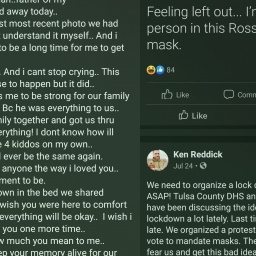 father of my
d away today..
st most recent photo we had
understand it myself.. And i
to be a long time for me to get
. And i cant stop crying.. This
se to happen but it did..
s me to be strong for our family
Bc he was everything to us..
mily together and got us thru
erything! I dont know how ill
e 4 kiddos on my own..
ll ever be the same again.
anyone the way i loved you..
ment to be.
own in the bed we shared
wish you were here to comfort
everything will be okay.. I wish i
you one more time..
w much you mean to me..
ep your memory alive for our
Feeling left out... I'm
person in this Ross
mask.
84
Like
Comm
Like
Ken Reddick
Jul 24
We need to organize a lock d
ASAP! Tulsa County DHS and
have been discussing the ide
lockdown a lot lately. Last tim
late. We organized a protest
vote to mandate masks. The
fear us and get this bad idea